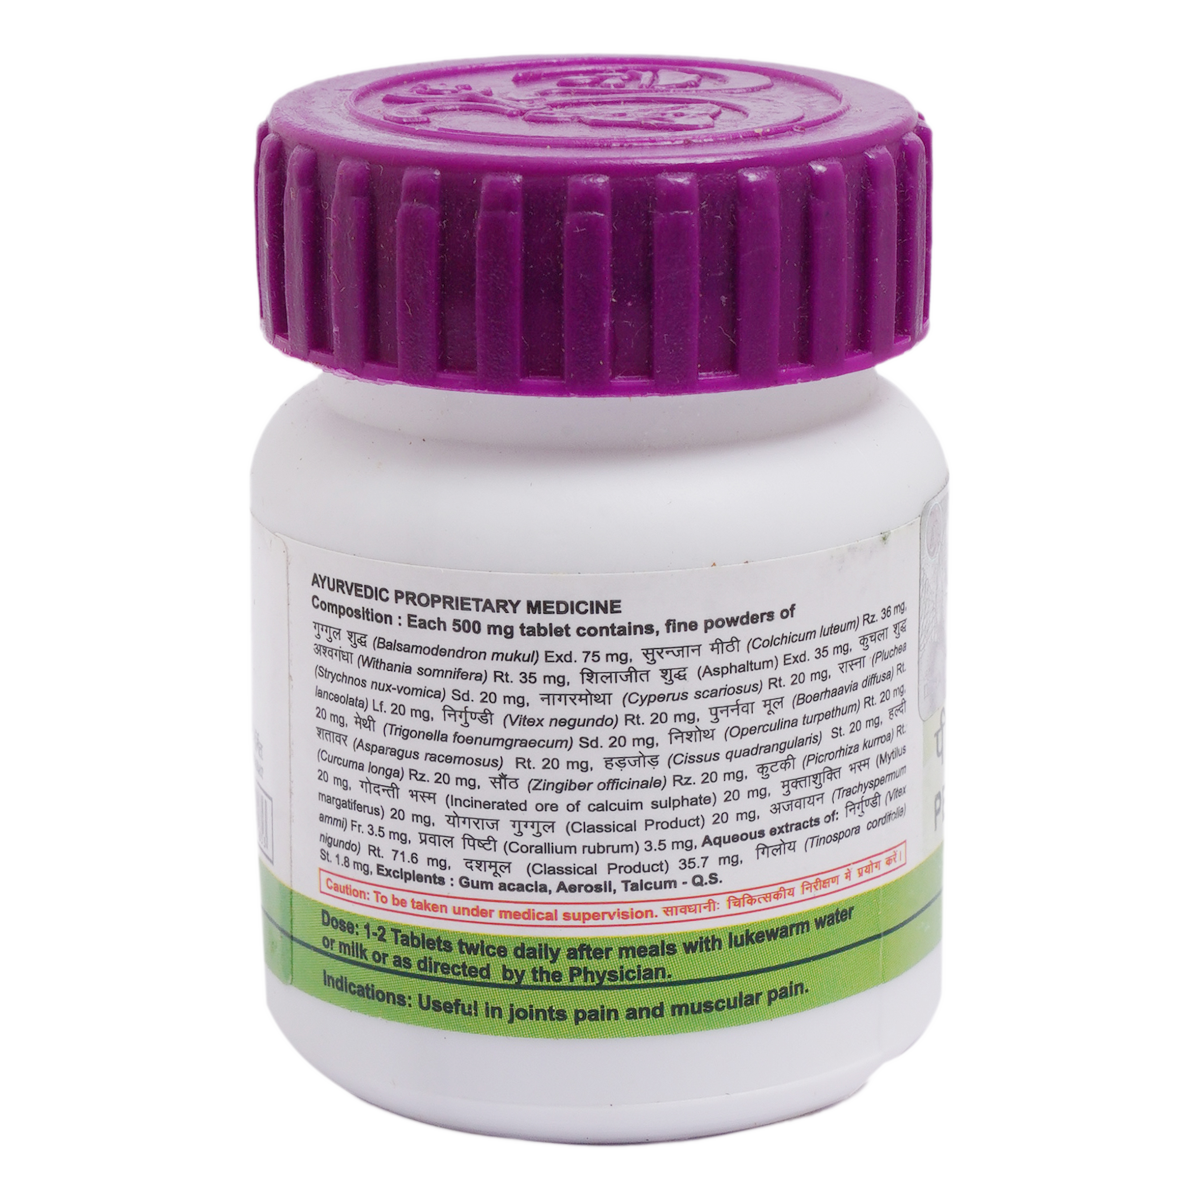 AYURVEDIC PROPRIETARY MEDICINE
Composition : Each 500 mg tablet contains, fine powders of
गुग्गुल शुद्ध (Balsamodendron mukul) Exd. 75 mg, सुरन्जान मीठी (Colchicum luteum) Rz. 36 mg,
अश्वगंधा (Withania somnifera) Rt. 35 mg, शिलाजीत शुद्ध (Asphaltum) Exd. 35 mg, कुचला शुद्ध
(Strychnos nux-vomica) Sd. 20 mg, नागरमोथा (Cyperus scariosus) Rt. 20 mg, रास्ना (Pluchea
lanceolata) Lf. 20 mg, निर्गुण्डी (Vitex negundo) Rt. 20 mg, पुनर्नवा मूल (Boerhaavia diffusa) Rt.
20 mg, मेथी (Trigonella foenumgraecum) Sd. 20 mg, निशोथ (Operculina turpethum) Rt. 20 mg,
शतावर (Asparagus racemosus) Rt. 20 mg, हड़जोड़ (Cissus quadrangularis) St. 20 mg, हल्दी
(Curcuma longa) Rz. 20 mg, सौंठ (Zingiber officinale) Rz. 20 mg, कुटकी (Picrorhiza kurroa) Rt.
20 mg, गोदन्ती भस्म (Incinerated ore of calcuim sulphate) 20 mg, मुक्ताशुक्ति भस्म (Mytilus
margatiferus) 20 mg, योगराज गुग्गुल (Classical Product) 20 mg, अजवायन (Trachyspermum
ammi) Fr. 3.5 mg, प्रवाल पिष्टी (Corallium rubrum) 3.5 mg, Aqueous extracts of: निर्गुण्डी (Vitex
nigundo) Rt. 71.6 mg, दशमूल (Classical Product) 35.7 mg, गिलोय (Tinospora cordifolia)
St. 1.8 mg, Excipients : Gum acacia, Aerosil, Talcum - Q.S.
Caution: To be taken under medical supervision. सावधानीः चिकित्सकीय निरीक्षण में प्रयोग करें।
Dose: 1-2 Tablets twice daily after meals with lukewarm water
or milk or as directed by the Physician.
Indications: Useful in joints pain and muscular pain.